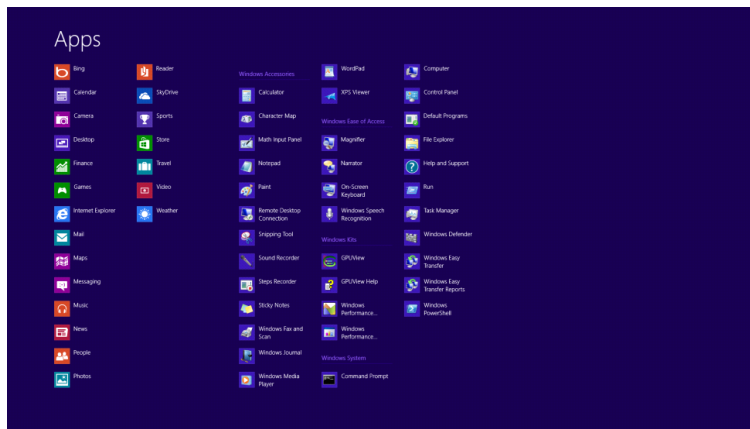 Apps
Bing
Calendar
Camera
Desktop
Finance
Games
Internet Explorer
Mail
Maps
Messaging
Music
News
People
Photos
Reader
SkyDrive
Sports
Store
Travel
Video
Weather
Windows Accessories
Calculator
Character Map
Math Input Panel
Notepad
Paint
Remote Desktop
Connection
Snipping Tool
Sound Recorder
Steps Recorder
Sticky Notes
Windows Fax and
Scan
Windows Journal
Windows Media
Player
WordPad
XPS Viewer
Windows Ease of Access
Magnifier
Narrator
On-Screen
Keyboard
Windows Speech
Recognition
Windows Kits
GPUView
GPUView Help
Windows
Performance...
Windows
Performance...
Windows System
Command Prompt
Computer
Control Panel
Default Programs
File Explorer
Help and Support
Run
Task Manager
Windows Defender
Windows Easy
Transfer
Windows Easy
Transfer Reports
Windows
PowerShell